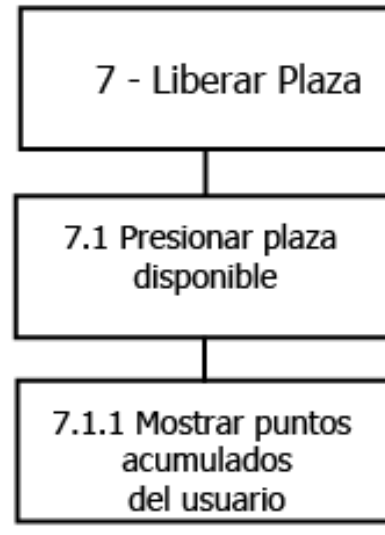 7 - Liberar Plaza
7.1 Presionar plaza
disponible
7.1.1 Mostrar puntos
acumulados
del usuario